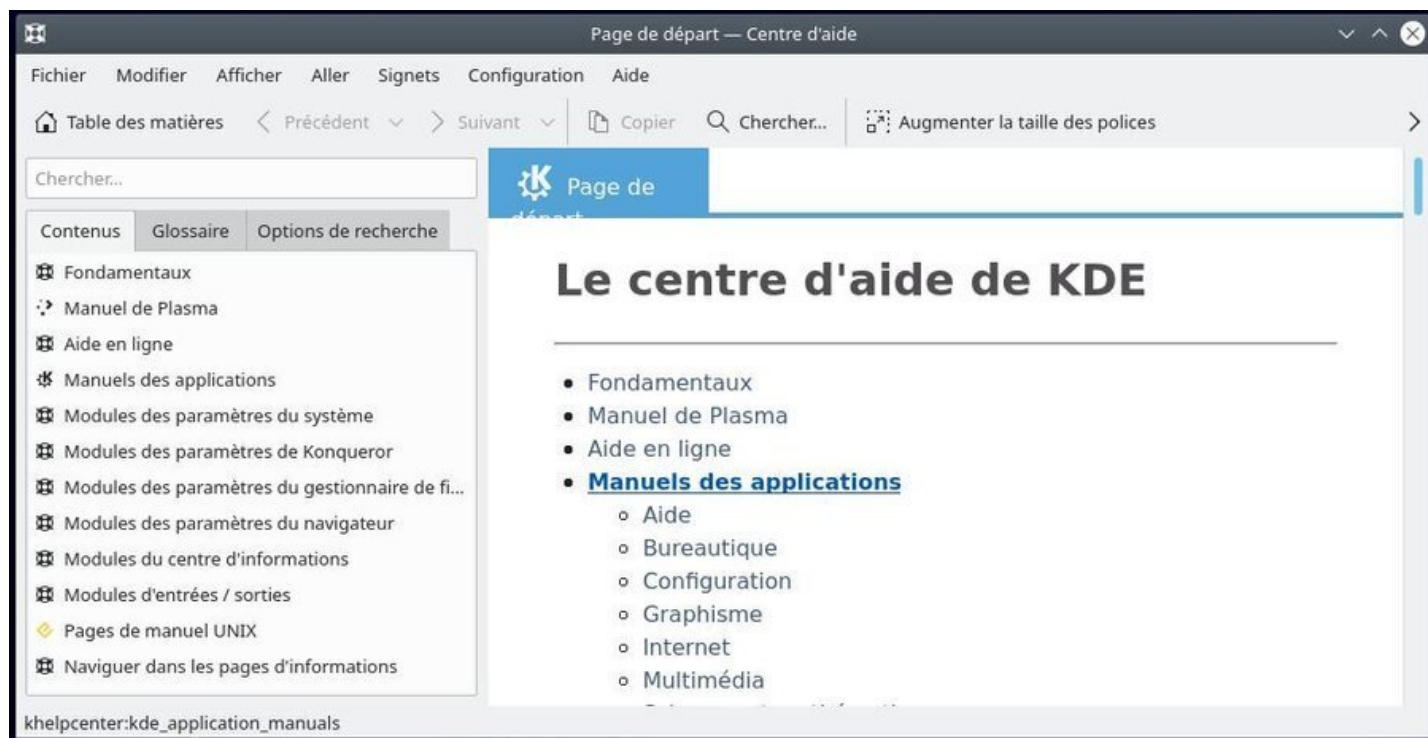 Page de départ — Centre d'aide
Fichier Modifier Afficher Aller Signets Configuration Aide
Table des matières Précédent Suivant Copier Chercher... Augmenter la taille des polices
Chercher...
Contenus Glossaire Options de recherche
Fondamentaux
Manuel de Plasma
Aide en ligne
Manuels des applications
Modules des paramètres du système
Modules des paramètres de Konqueror
Modules des paramètres du gestionnaire de fi...
Modules des paramètres du navigateur
Modules du centre d'informations
Modules d'entrées / sorties
Pages de manuel UNIX
Naviguer dans les pages d'informations
Page de
départ
Le centre d'aide de KDE
Fondamentaux
Manuel de Plasma
Aide en ligne
Manuels des applications
Aide
Bureautique
Configuration
Graphisme
Internet
Multimédia
khelpcenter:kde_application_manuals